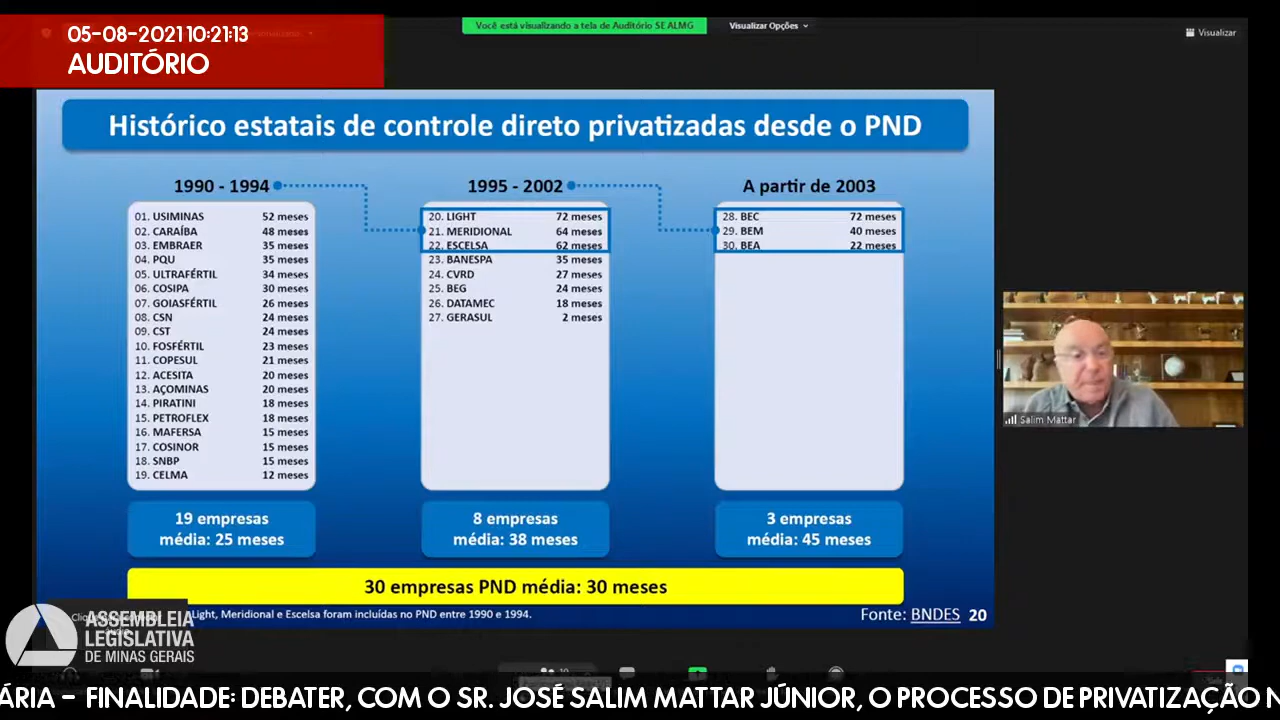 05-08-2021 10:21:13
AUDITÓRIO
Você está visualizando a tela de Auditório SE ALMG
Visualizar Opções
Visualizar
Histórico estatais de controle direto privatizadas desde o PND
1990 - 1994
01. USIMINAS 52 meses
02. CARAÍBA 48 meses
03. EMBRAER 35 meses
04. PQU 35 meses
05. ULTRAFÉRTIL 34 meses
06. COSIPA 30 meses
07. GOIASFÉRTIL 26 meses
08. CSN 24 meses
09. CST 24 meses
10. FOSFÉRTIL 23 meses
11. COPESUL 21 meses
12. ACESITA 20 meses
13. AÇOMINAS 20 meses
14. PIRATINI 18 meses
15. PETROFLEX 18 meses
16. MAFERSA 15 meses
17. COSINOR 15 meses
18. SNBP 15 meses
19. CELMA 12 meses
19 empresas
média: 25 meses
1995 - 2002
20. LIGHT 72 meses
21. MERIDIONAL 64 meses
22. ESCELSA 62 meses
23. BANESPA 35 meses
24. CVRD 27 meses
25. BEG 24 meses
26. DATAMEC 18 meses
27. GERASUL 2 meses
8 empresas
média: 38 meses
A partir de 2003
28. BEC 72 meses
29. BEM 40 meses
30. BEA 22 meses
3 empresas
média: 45 meses
30 empresas PND média: 30 meses
Light, Meridional e Escelsa foram incluídas no PND entre 1990 e 1994.
Fonte: BNDES 20
Salim Mattar
ASSEMBLEIA
LEGISLATIVA
DE MINAS GERAIS
ÁRIA - FINALIDADE: DEBATER, COM O SR. JOSÉ SALIM MATTAR JÚNIOR, O PROCESSO DE PRIVATIZAÇÃO N